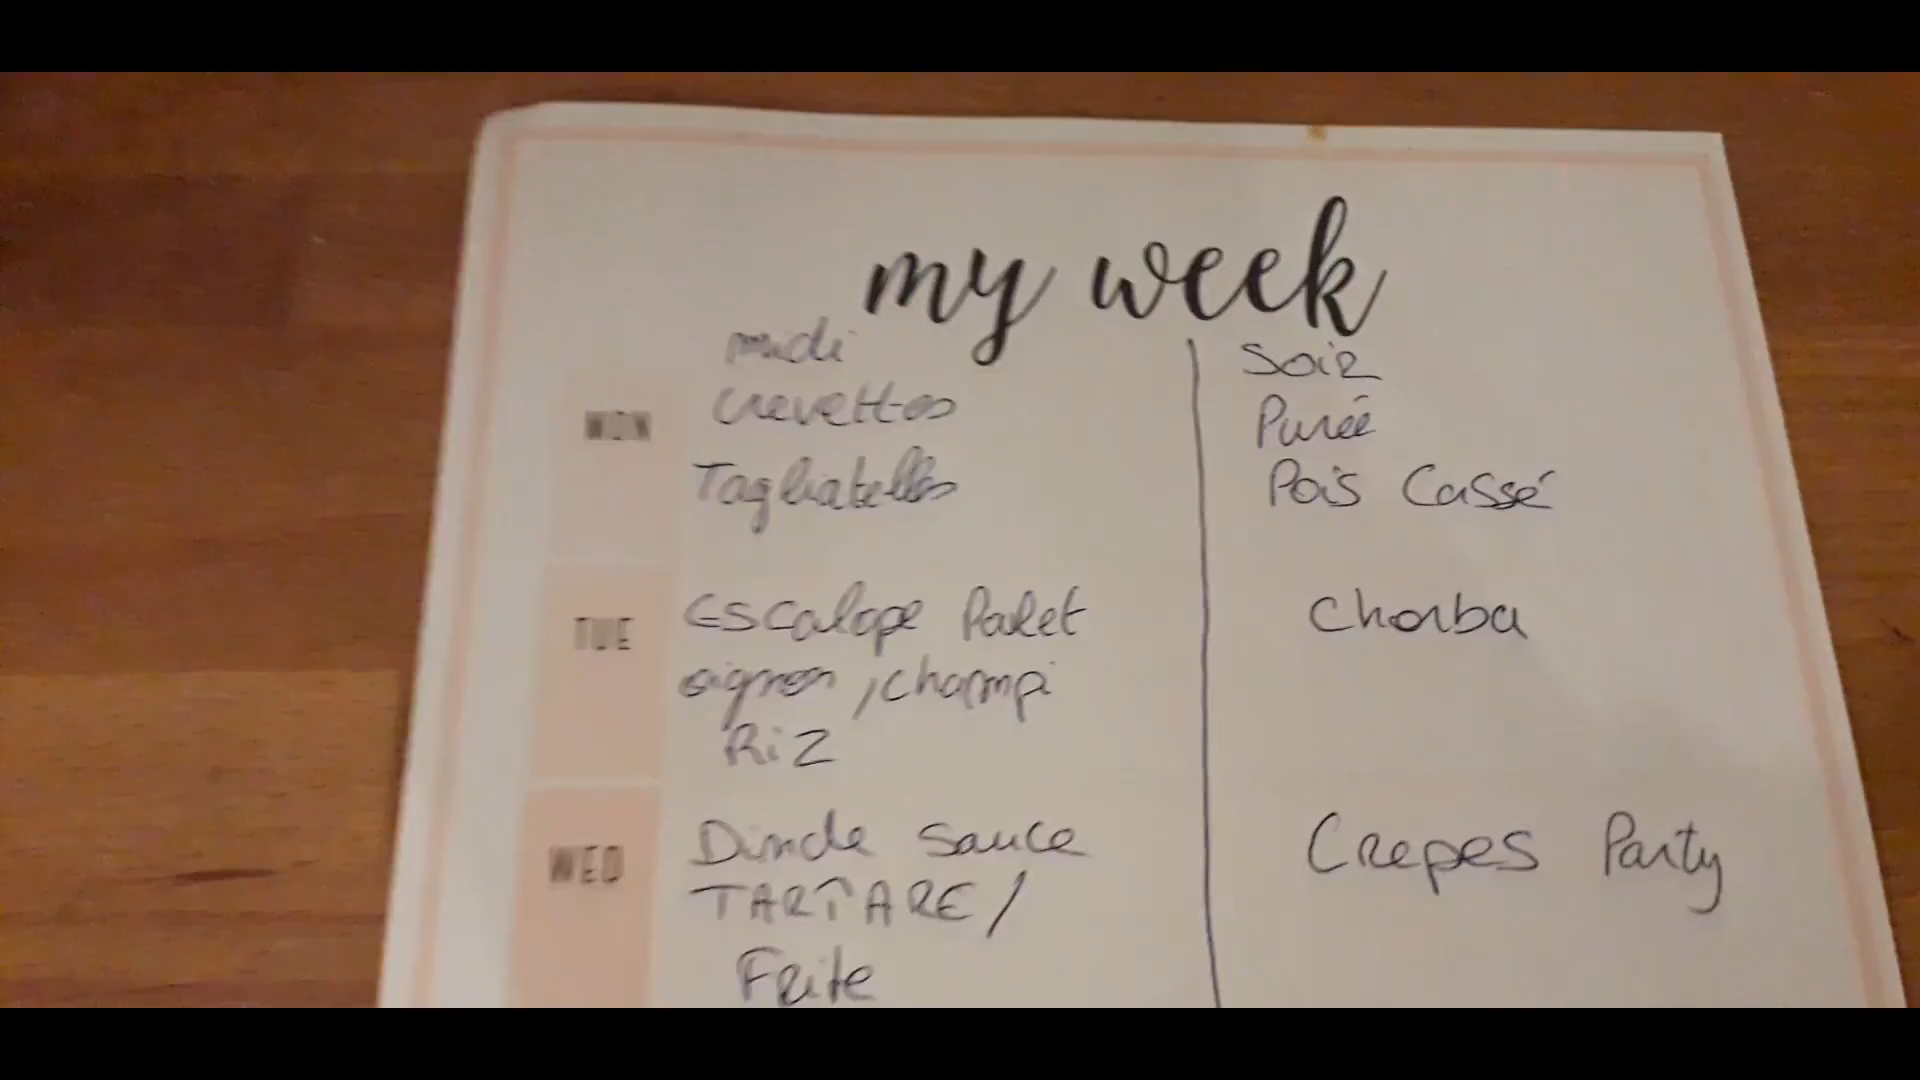 my week
midi
Soir
MON
Crevettes
Purée
Tagliatelles
Pois Cassé
TUE
Escalope Poulet
Chorba
oignon, champi
Riz
WED
Dinde Sauce
Crepes Party
TARTARE /
Frite